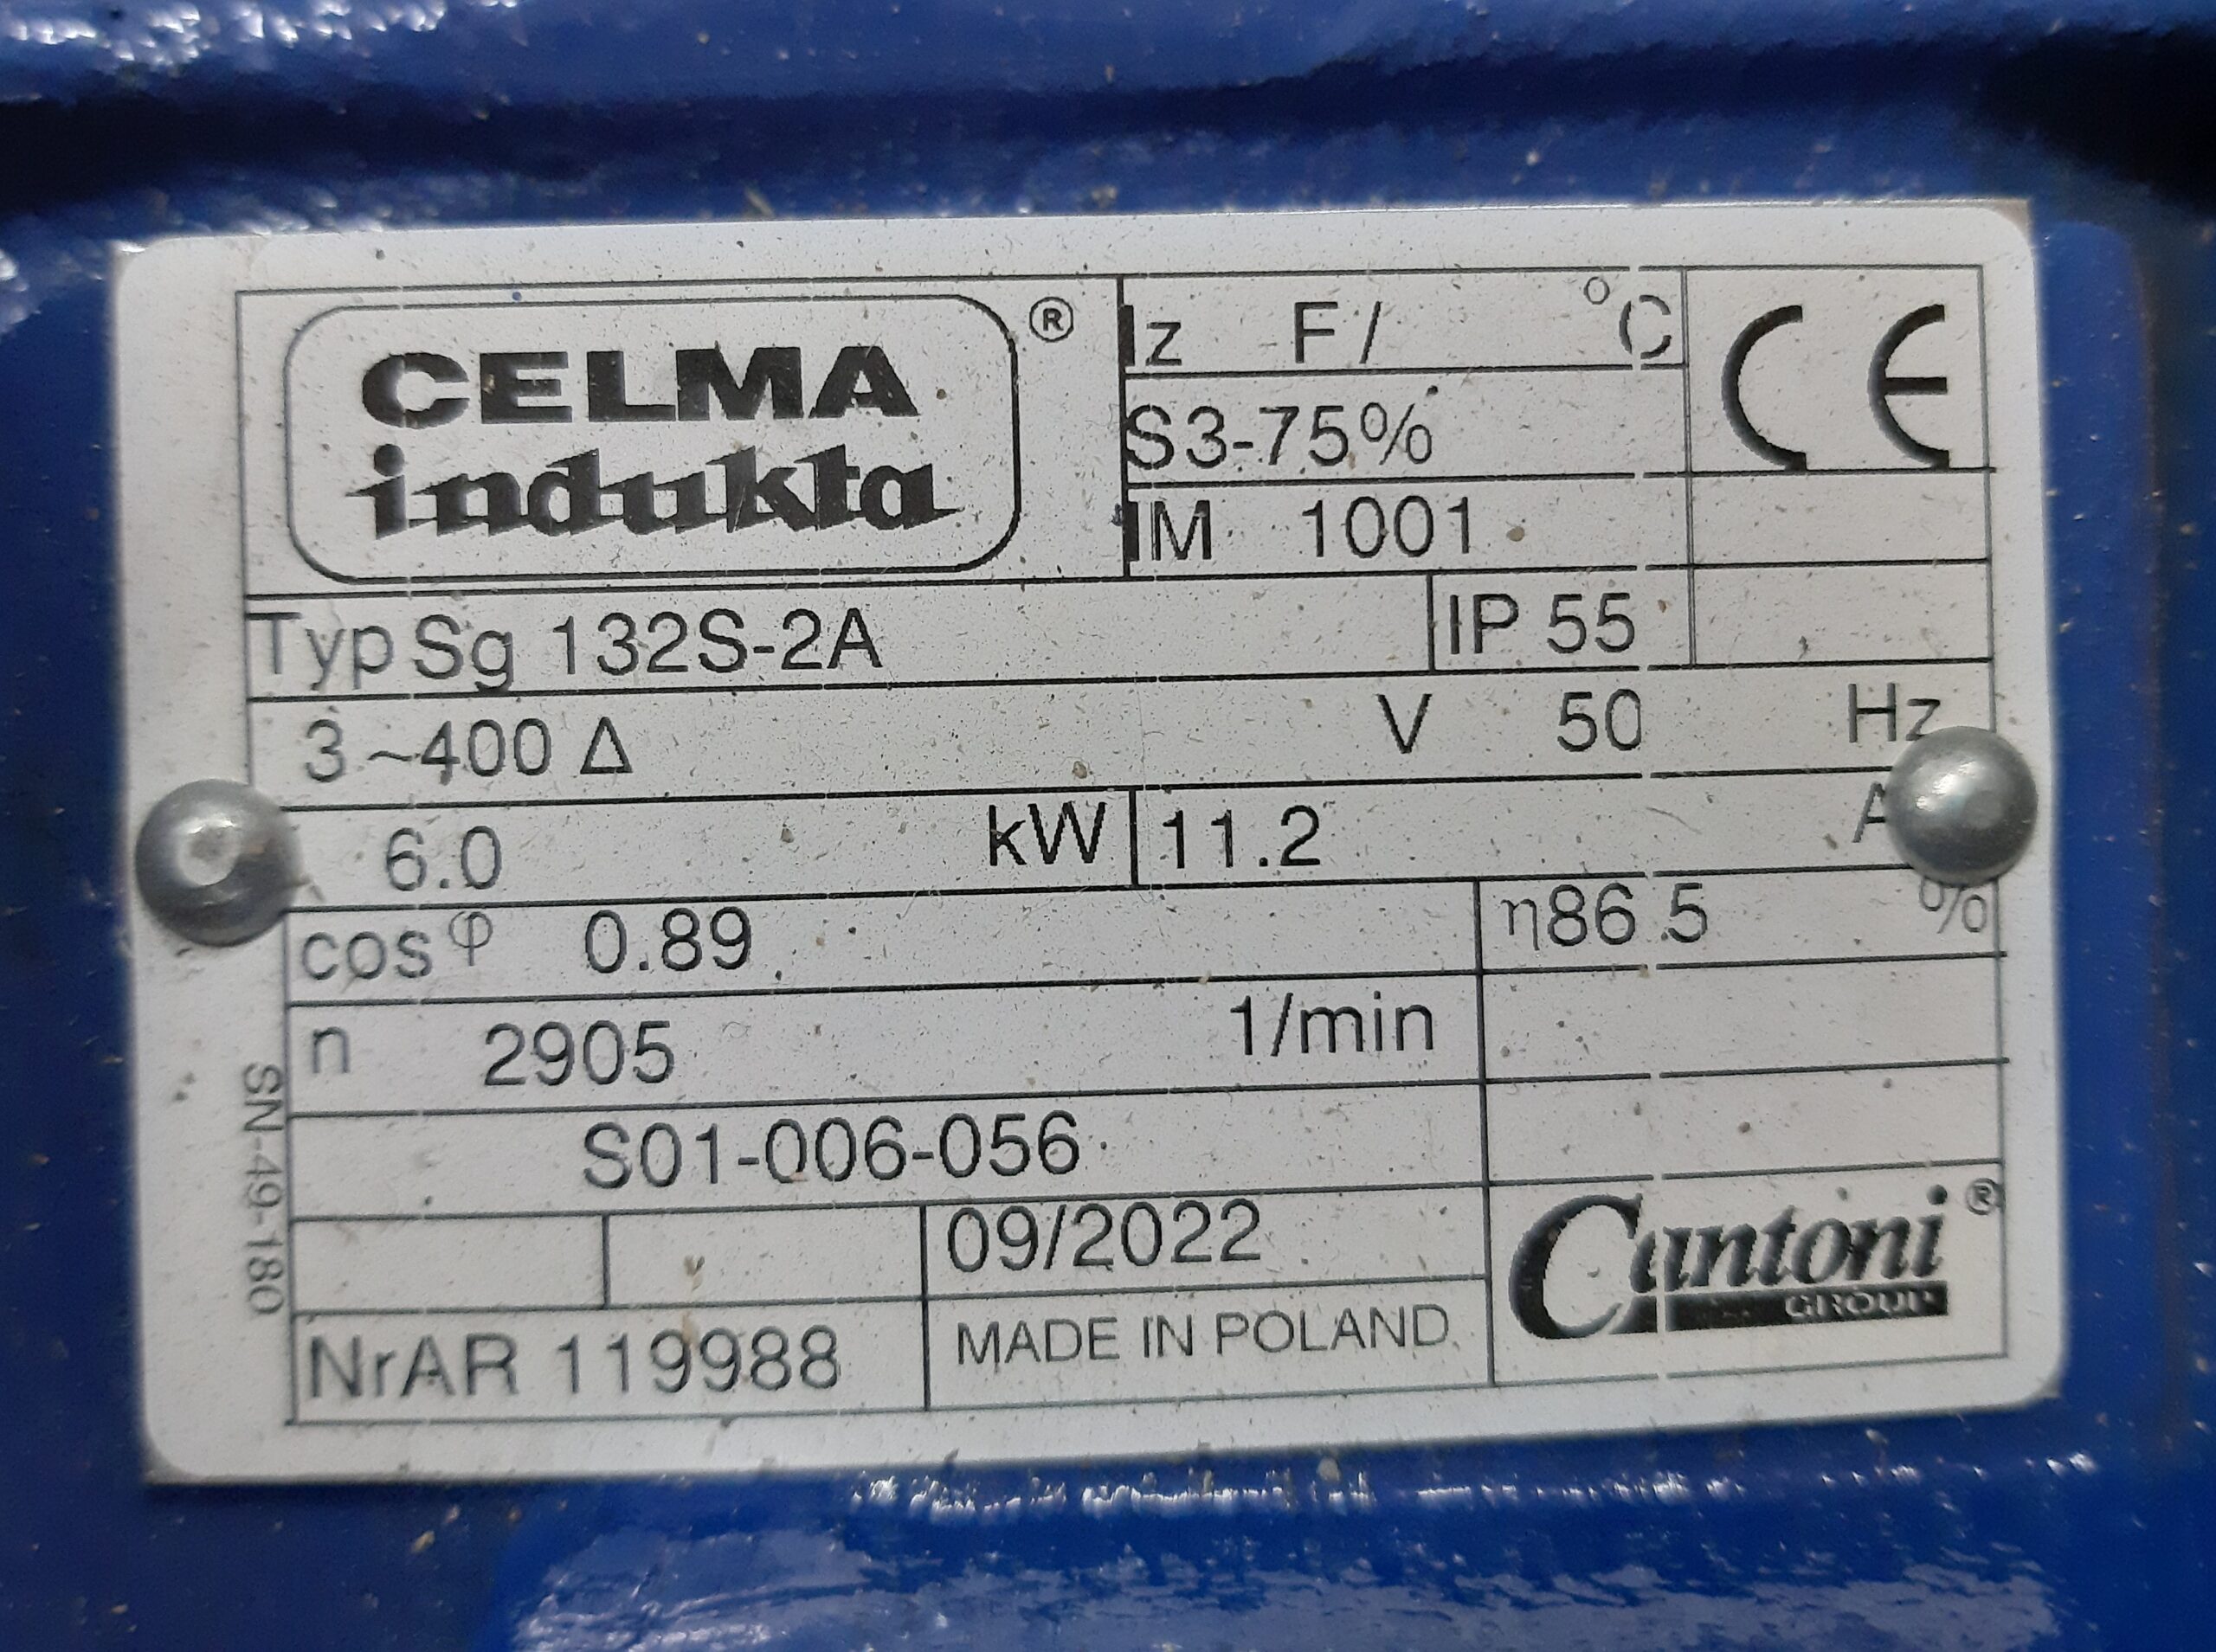 CELMA ®
indukta
Iz F/ °C
CE
S3-75%
IM 1001
Typ Sg 132S-2A IP 55
3~400 Δ V 50 Hz
6.0 kW 11.2 A
cos φ 0.89 η86.5 %
n 2905 1/min
S01-006-056
09/2022
NrAR 119988
MADE IN POLAND
Cantoni ®
GROUP
SN-49-180